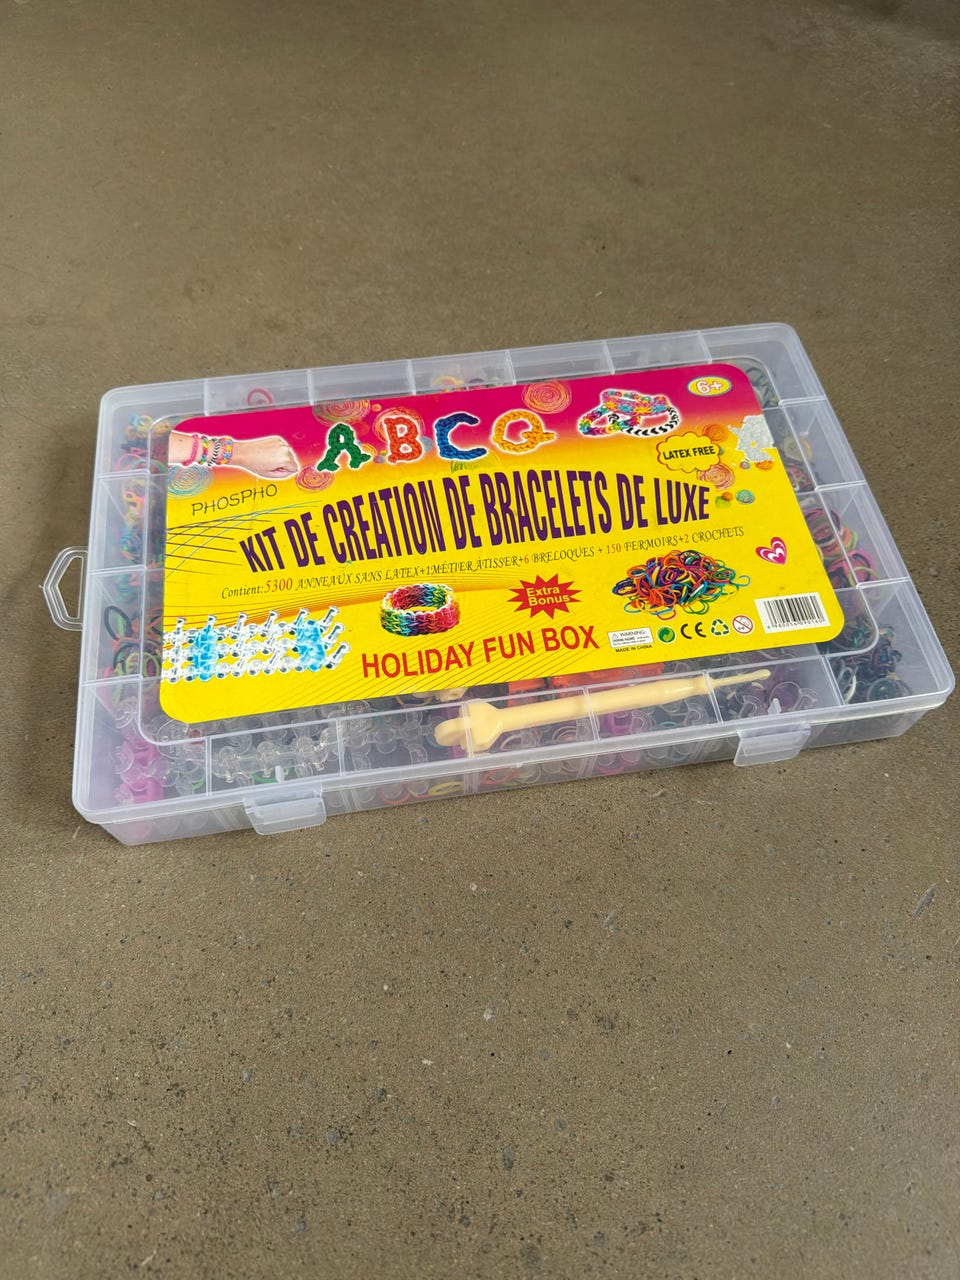 6+
ABCQ
LATEX FREE
PHOSPHO
KIT DE CREATION DE BRACELETS DE LUXE
Contient:5300 ANNEAUX SANS LATEX+1MÉTIER ÀTISSER+6 BRELOQUES + 150 FERMOIRS+2 CROCHETS
Extra
Bonus
HOLIDAY FUN BOX
WARNING
CE
MADE IN CHINA